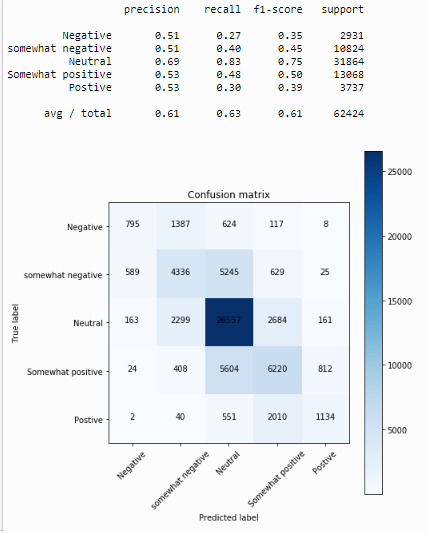 precision recall f1-score support
Negative 0.51 0.27 0.35 2931
somewhat negative 0.51 0.40 0.45 10824
Neutral 0.69 0.83 0.75 31864
Somewhat positive 0.53 0.48 0.50 13068
Postive 0.53 0.30 0.39 3737
avg / total 0.61 0.63 0.61 62424
Confusion matrix
Negative 795 1387 624 117 8
somewhat negative 589 4336 5245 629 25
Neutral 163 2299 26557 2684 161
Somewhat positive 24 408 5604 6220 812
Postive 2 40 551 2010 1134
True label
Negative
somewhat negative
Neutral
Somewhat positive
Postive
Predicted label
25000
20000
15000
10000
5000